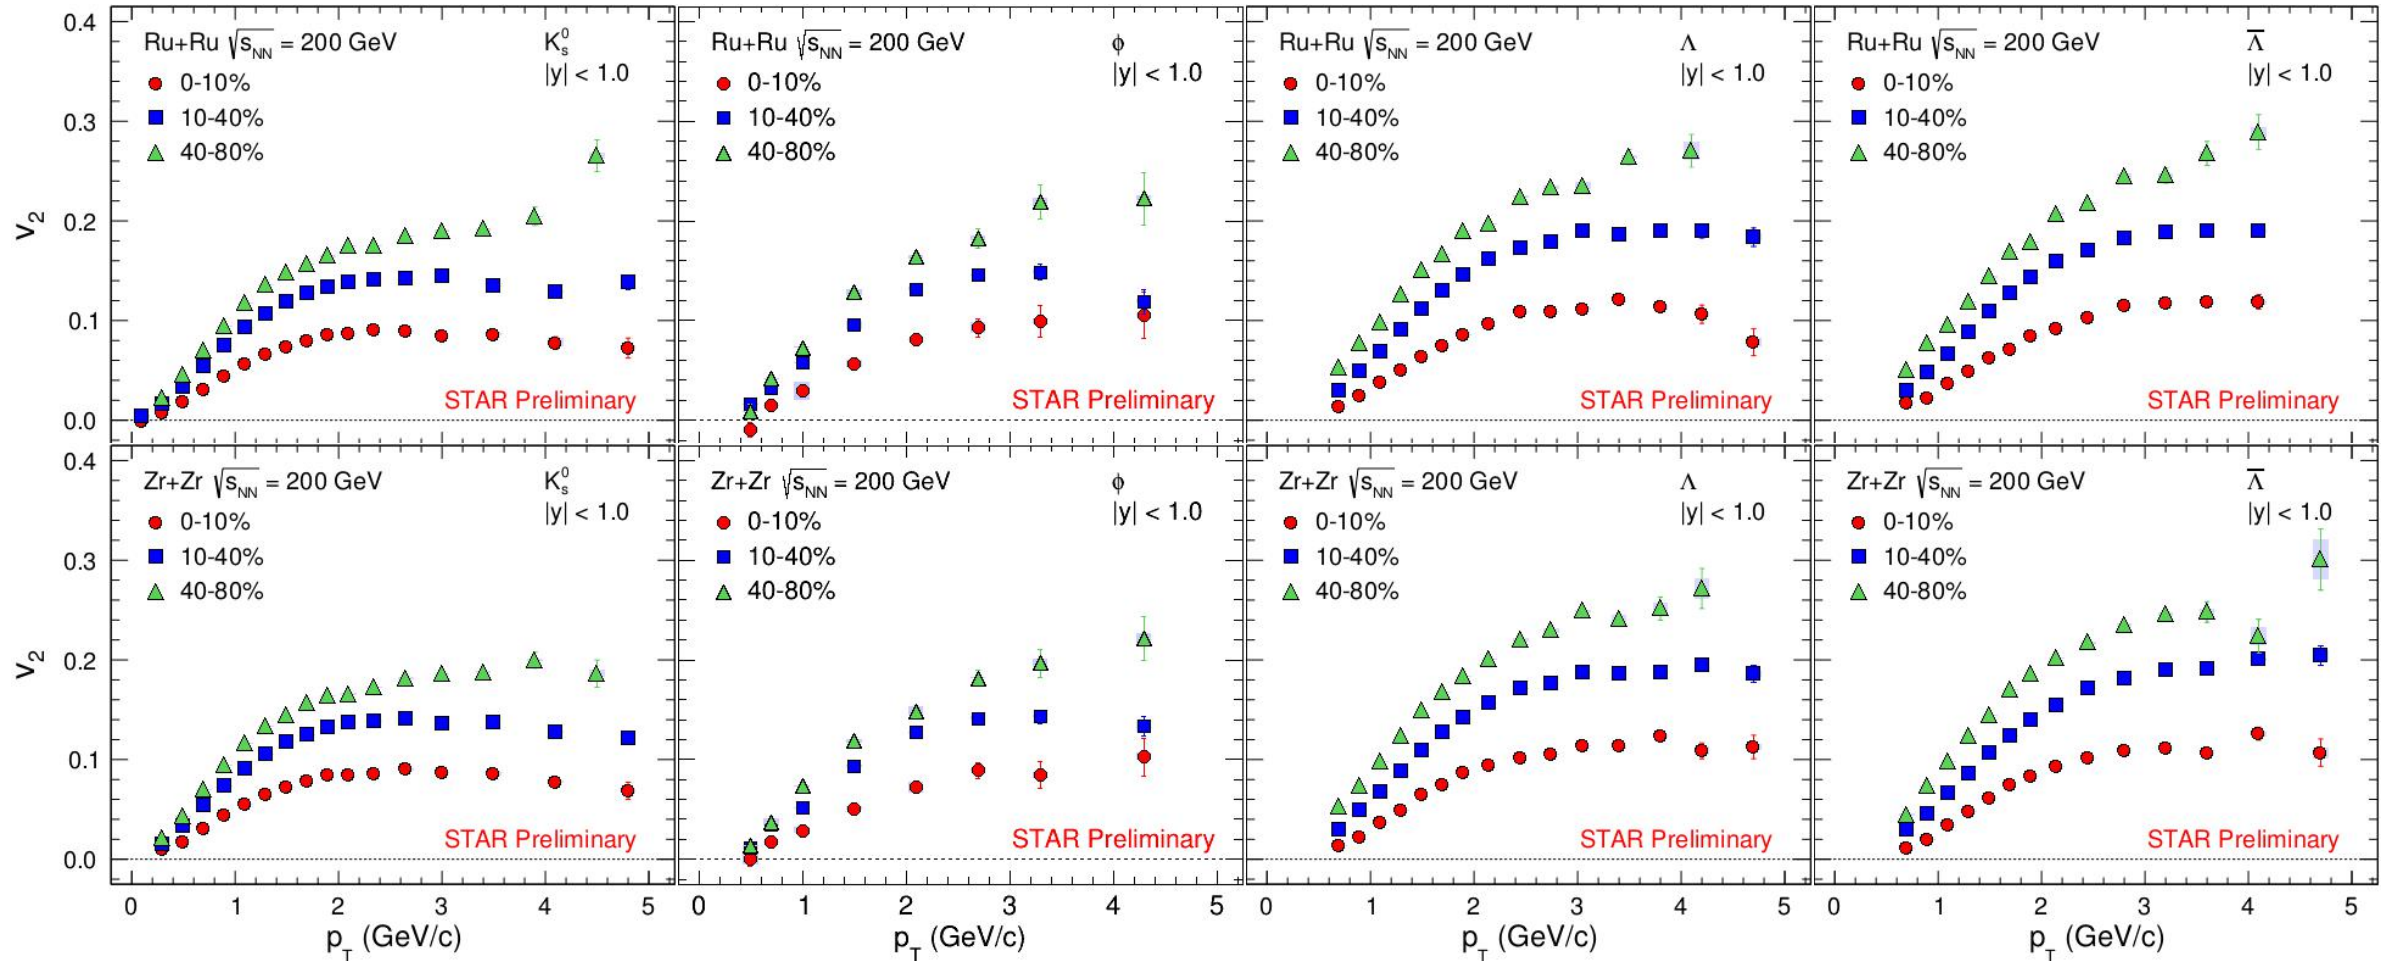 0.4
Ru+Ru √sNN = 200 GeV
K0s
|y| < 1.0
0-10%
10-40%
40-80%
0.3
0.2
0.1
0.0
v2
STAR Preliminary
Ru+Ru √sNN = 200 GeV
ϕ
|y| < 1.0
0-10%
10-40%
40-80%
STAR Preliminary
Ru+Ru √sNN = 200 GeV
Λ
|y| < 1.0
0-10%
10-40%
40-80%
STAR Preliminary
Ru+Ru √sNN = 200 GeV
Λ̅
|y| < 1.0
0-10%
10-40%
40-80%
STAR Preliminary
0.4
Zr+Zr √sNN = 200 GeV
K0s
|y| < 1.0
0-10%
10-40%
40-80%
0.3
0.2
0.1
0.0
v2
STAR Preliminary
0 1 2 3 4 5
pT (GeV/c)
Zr+Zr √sNN = 200 GeV
ϕ
|y| < 1.0
0-10%
10-40%
40-80%
STAR Preliminary
0 1 2 3 4 5
pT (GeV/c)
Zr+Zr √sNN = 200 GeV
Λ
|y| < 1.0
0-10%
10-40%
40-80%
STAR Preliminary
0 1 2 3 4 5
pT (GeV/c)
Zr+Zr √sNN = 200 GeV
Λ̅
|y| < 1.0
0-10%
10-40%
40-80%
STAR Preliminary
0 1 2 3 4 5
pT (GeV/c)